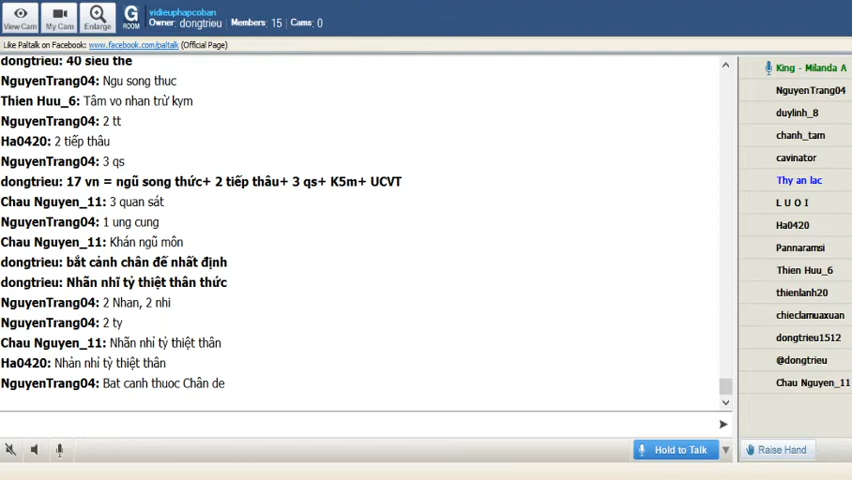 View Cam
My Cam
Enlarge
G
ROOM
vidieuphapcoban
Owner: dongtrieu Members: 15 Cams: 0
Like Paltalk on Facebook: www.facebook.com/paltalk (Official Page)
dongtrieu: 40 sieu the
NguyenTrang04: Ngu song thuc
Thien Huu_6: Tâm vo nhan trừ kym
NguyenTrang04: 2 tt
Ha0420: 2 tiếp thâu
NguyenTrang04: 3 qs
dongtrieu: 17 vn = ngũ song thức+ 2 tiếp thâu+ 3 qs+ K5m+ UCVT
Chau Nguyen_11: 3 quan sát
NguyenTrang04: 1 ung cung
Chau Nguyen_11: Khán ngũ môn
dongtrieu: bắt cảnh chân đế nhất định
dongtrieu: Nhãn nhĩ tỷ thiệt thân thức
NguyenTrang04: 2 Nhan, 2 nhi
NguyenTrang04: 2 ty
Chau Nguyen_11: Nhãn nhỉ tỷ thiệt thân
Ha0420: Nhản nhí tỷ thiệt thân
NguyenTrang04: Bat canh thuoc Chân de
King - Milanda A
NguyenTrang04
duylinh_8
chanh_tam
cavinator
Thy an lac
L U O I
Ha0420
Pannaramsi
Thien Huu_6
thienlanh20
chieclamuaxuan
dongtrieu1512
@dongtrieu
Chau Nguyen_11
Hold to Talk
Raise Hand